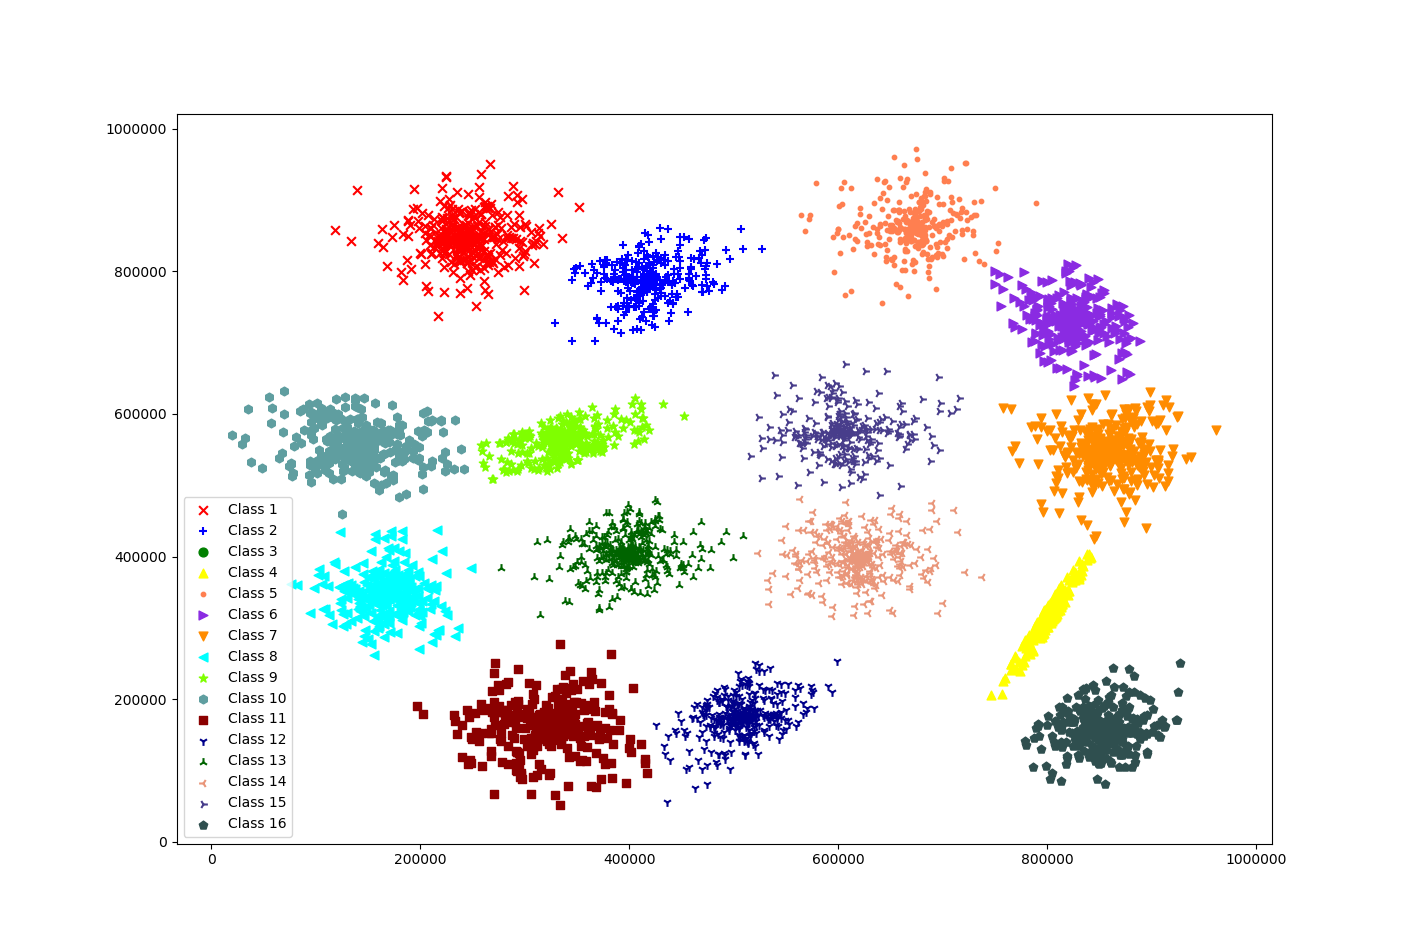 1000000
800000
600000
400000
200000
0
Class 1
Class 2
Class 3
Class 4
Class 5
Class 6
Class 7
Class 8
Class 9
Class 10
Class 11
Class 12
Class 13
Class 14
Class 15
Class 16
0 200000 400000 600000 800000 1000000